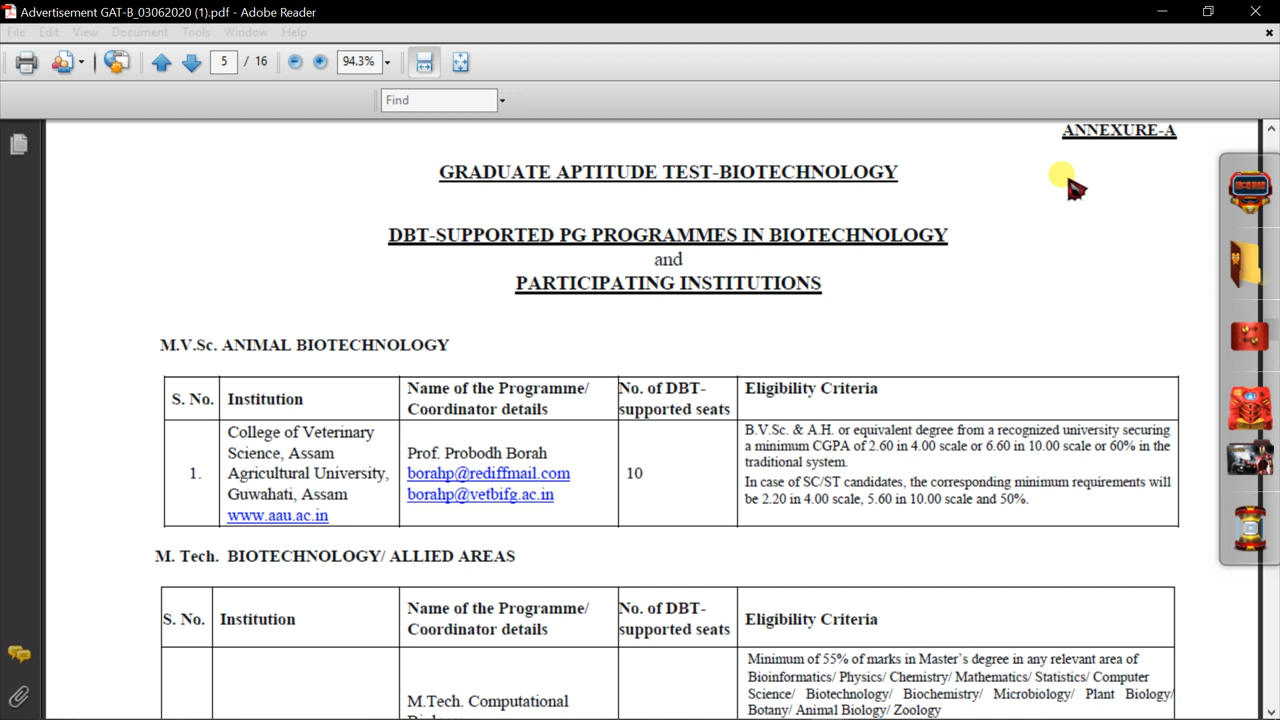 Advertisement GAT-B_03062020 (1).pdf - Adobe Reader
File Edit View Document Tools Window Help
5 / 16 94.3%
Find
ANNEXURE-A
GRADUATE APTITUDE TEST-BIOTECHNOLOGY
DBT-SUPPORTED PG PROGRAMMES IN BIOTECHNOLOGY
and
PARTICIPATING INSTITUTIONS
M.V.Sc. ANIMAL BIOTECHNOLOGY
S. No.
Institution
Name of the Programme/
Coordinator details
No. of DBT-
supported seats
Eligibility Criteria
1.
College of Veterinary
Science, Assam
Agricultural University,
Guwahati, Assam
www.aau.ac.in
Prof. Probodh Borah
borahp@rediffmail.com
borahp@vetbifg.ac.in
10
B.V.Sc. & A.H. or equivalent degree from a recognized university securing
a minimum CGPA of 2.60 in 4.00 scale or 6.60 in 10.00 scale or 60% in the
traditional system.
In case of SC/ST candidates, the corresponding minimum requirements will
be 2.20 in 4.00 scale, 5.60 in 10.00 scale and 50%.
M. Tech. BIOTECHNOLOGY/ ALLIED AREAS
S. No.
Institution
Name of the Programme/
Coordinator details
No. of DBT-
supported seats
Eligibility Criteria
M.Tech. Computational
Minimum of 55% of marks in Master's degree in any relevant area of
Bioinformatics/ Physics/ Chemistry/ Mathematics/ Statistics/ Computer
Science/ Biotechnology/ Biochemistry/ Microbiology/ Plant Biology/
Botany/ Animal Biology/ Zoology